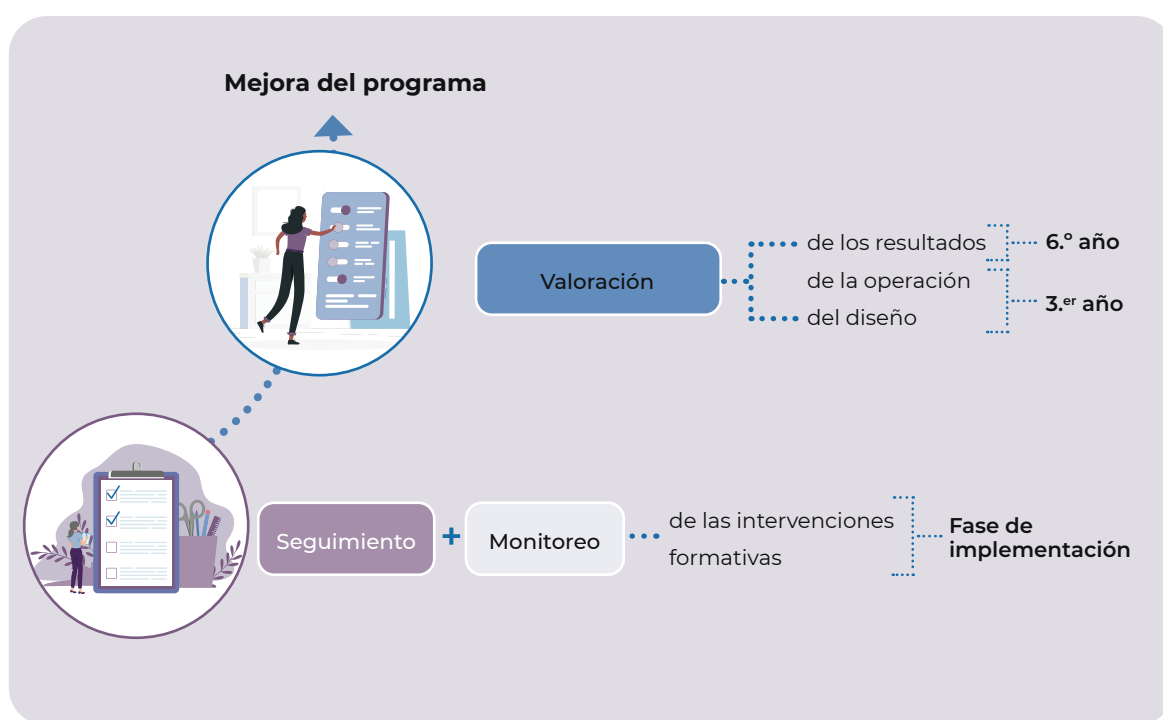 Mejora del programa
Valoración
de los resultados
de la operación
del diseño
6.º año
3.er año
Seguimiento
+
Monitoreo
de las intervenciones
formativas
Fase de
implementación